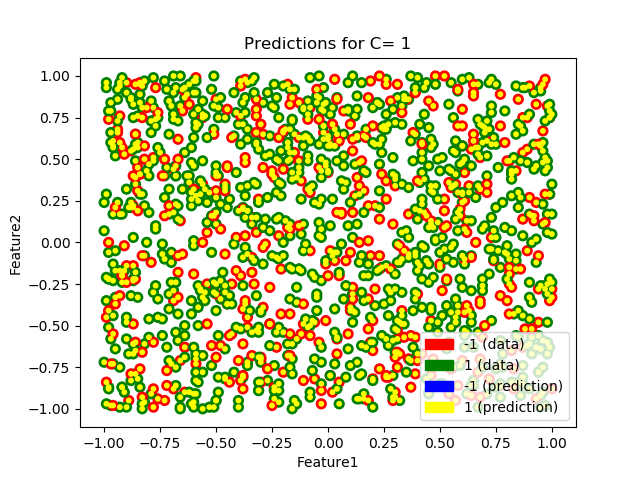 Predictions for C= 1
1.00
0.75
0.50
0.25
0.00
−0.25
−0.50
−0.75
−1.00
Feature2
−1 (data)
1 (data)
-1 (prediction)
1 (prediction)
−1.00 −0.75 −0.50 −0.25 0.00 0.25 0.50 0.75 1.00
Feature1